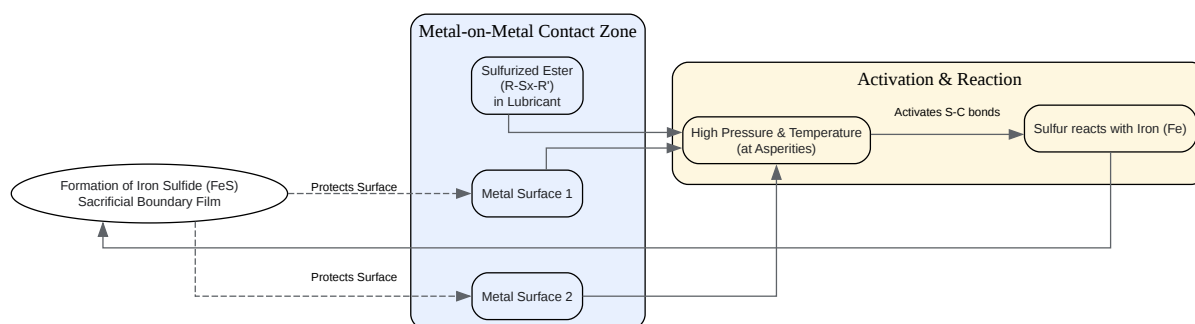 Metal-on-Metal Contact Zone
Sulfurized Ester
(R-Sx-R')
in Lubricant
Activation & Reaction
Activates S-C bonds
High Pressure & Temperature
(at Asperities)
Sulfur reacts with Iron (Fe)
Formation of Iron Sulfide (FeS)
Sacrificial Boundary Film
Protects Surface
Metal Surface 1
Protects Surface
Metal Surface 2